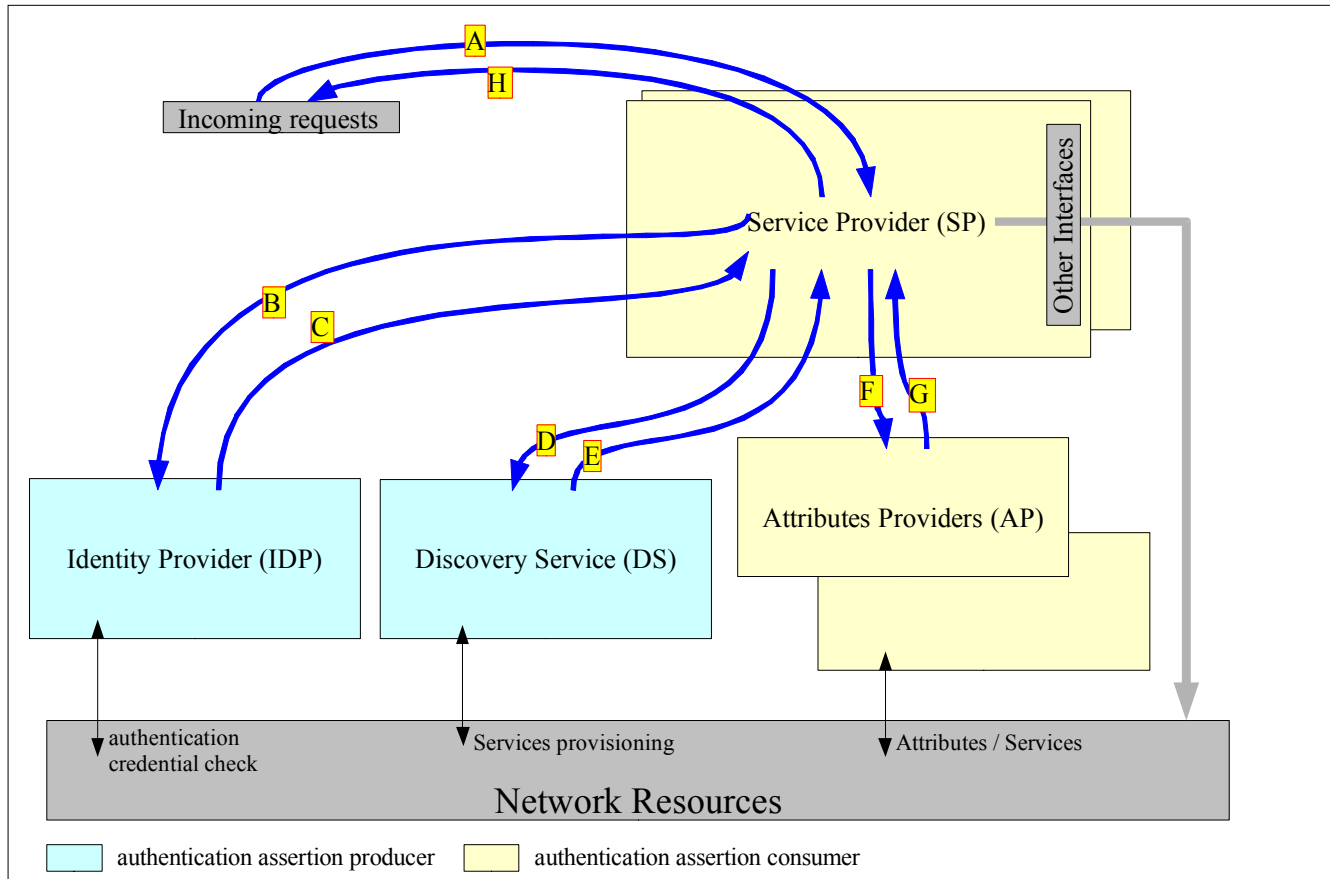 A
H
Incoming requests
Other Interfaces
Service Provider (SP)
B
C
F
G
D
E
Attributes Providers (AP)
Identity Provider (IDP)
Discovery Service (DS)
authentication
credential check
Services provisioning
Attributes / Services
Network Resources
authentication assertion producer
authentication assertion consumer